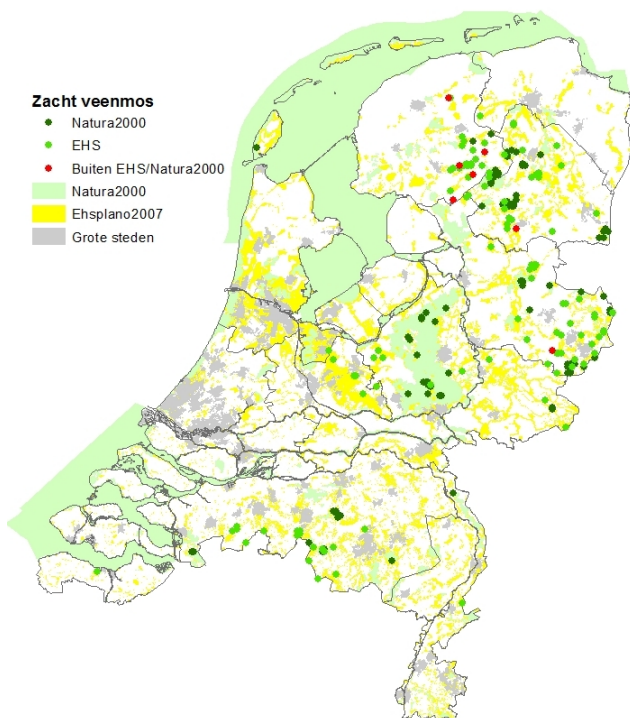 Zacht veenmos
Natura2000
EHS
Buiten EHS/Natura2000
Natura2000
Ehsplano2007
Grote steden